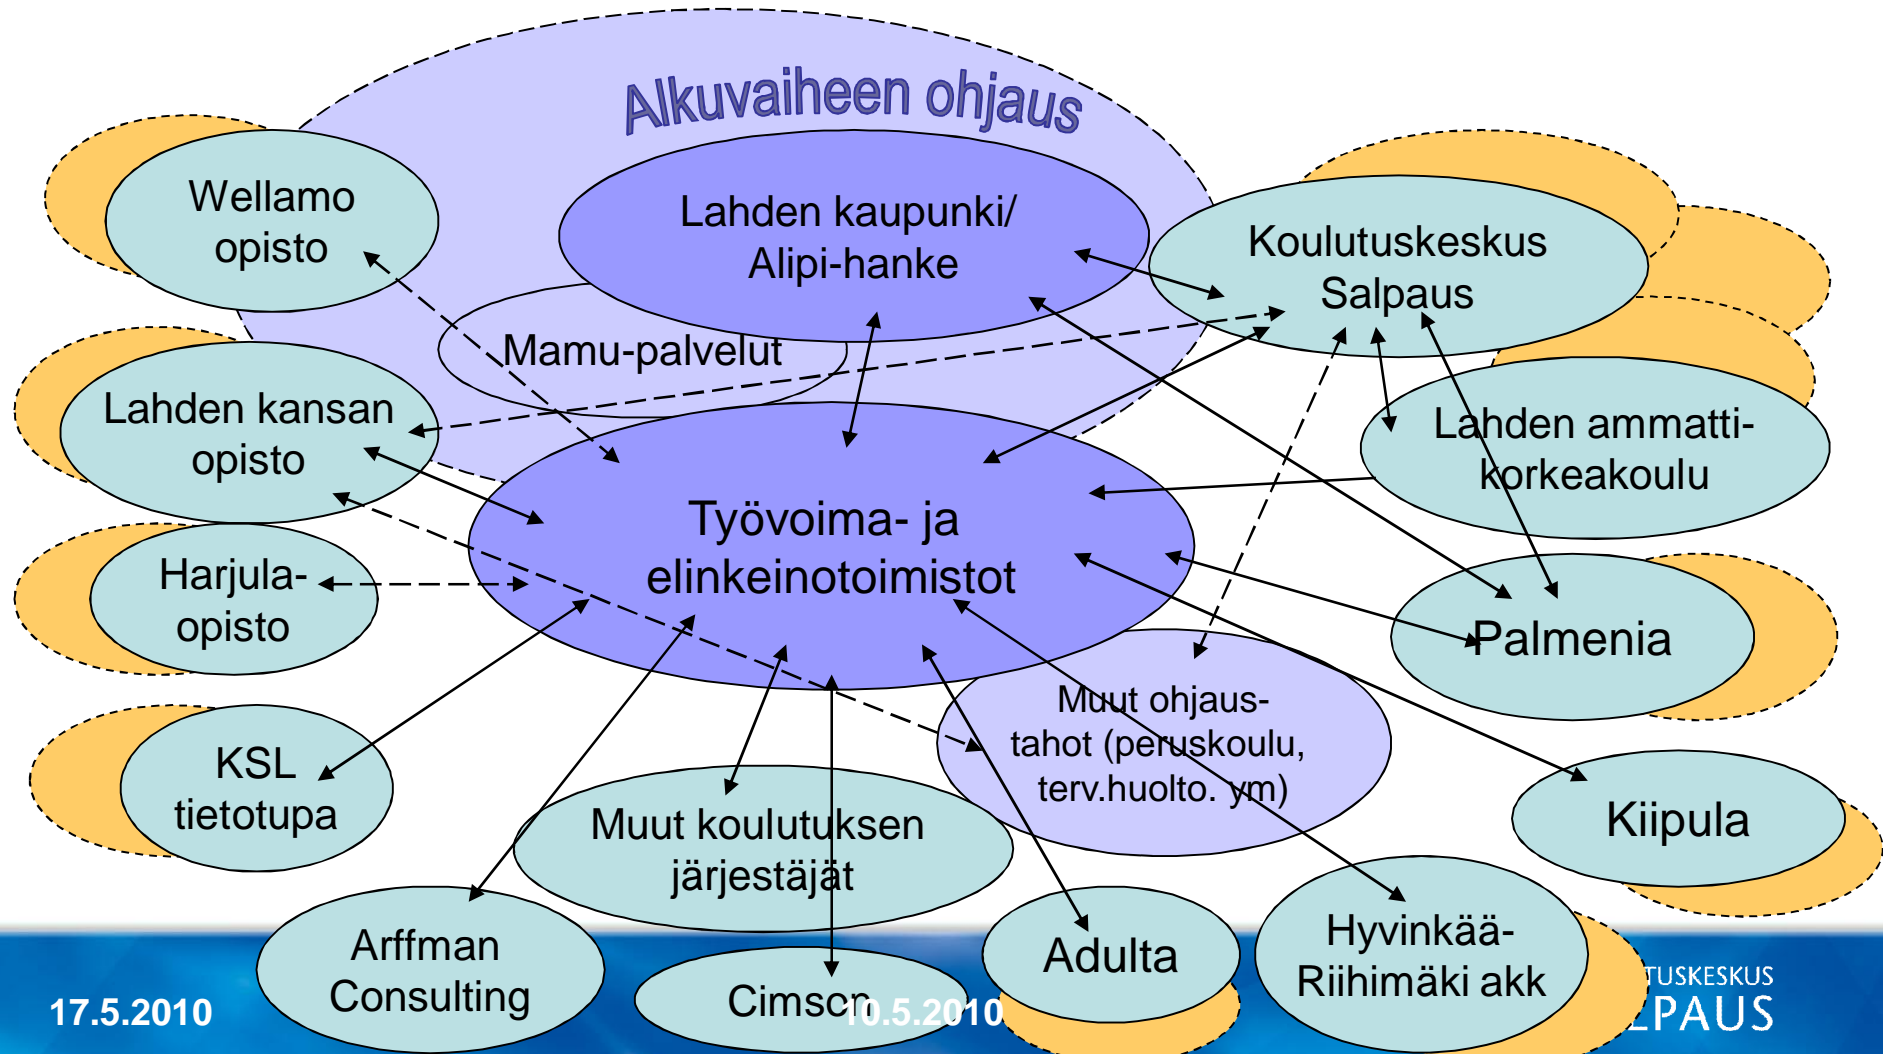 Alkuvaiheen ohjaus
Wellamo
opisto
Lahden kaupunki/
Alipi-hanke
Koulutuskeskus
Salpaus
Mamu-palvelut
Lahden kansan
opisto
Lahden ammatti-
korkeakoulu
Työvoima- ja
elinkeinotoimistot
Harjula-
opisto
Palmenia
Muut ohjaus-
tahot (peruskoulu,
terv.huolto. ym)
KSL
tietotupa
Muut koulutuksen
järjestäjät
Kiipula
Arffman
Consulting
Cimson
Adulta
Hyvinkää-
Riihimäki akk
17.5.2010
10.5.2010
TUSKESKUS
PAUS